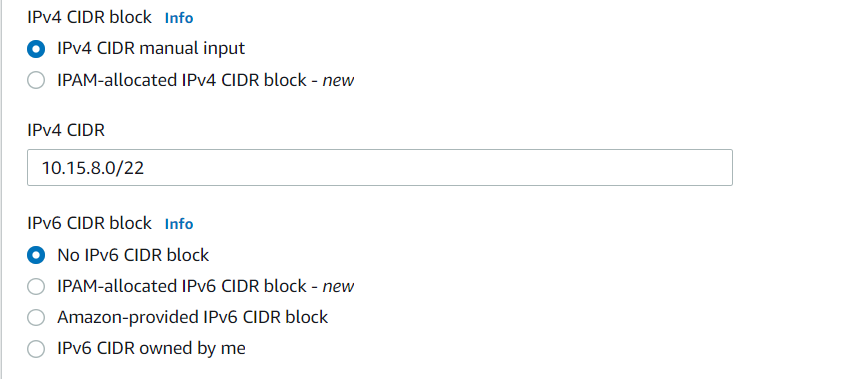 IPv4 CIDR block Info
IPv4 CIDR manual input
IPAM-allocated IPv4 CIDR block - new
IPv4 CIDR
10.15.8.0/22
IPv6 CIDR block Info
No IPv6 CIDR block
IPAM-allocated IPv6 CIDR block - new
Amazon-provided IPv6 CIDR block
IPv6 CIDR owned by me